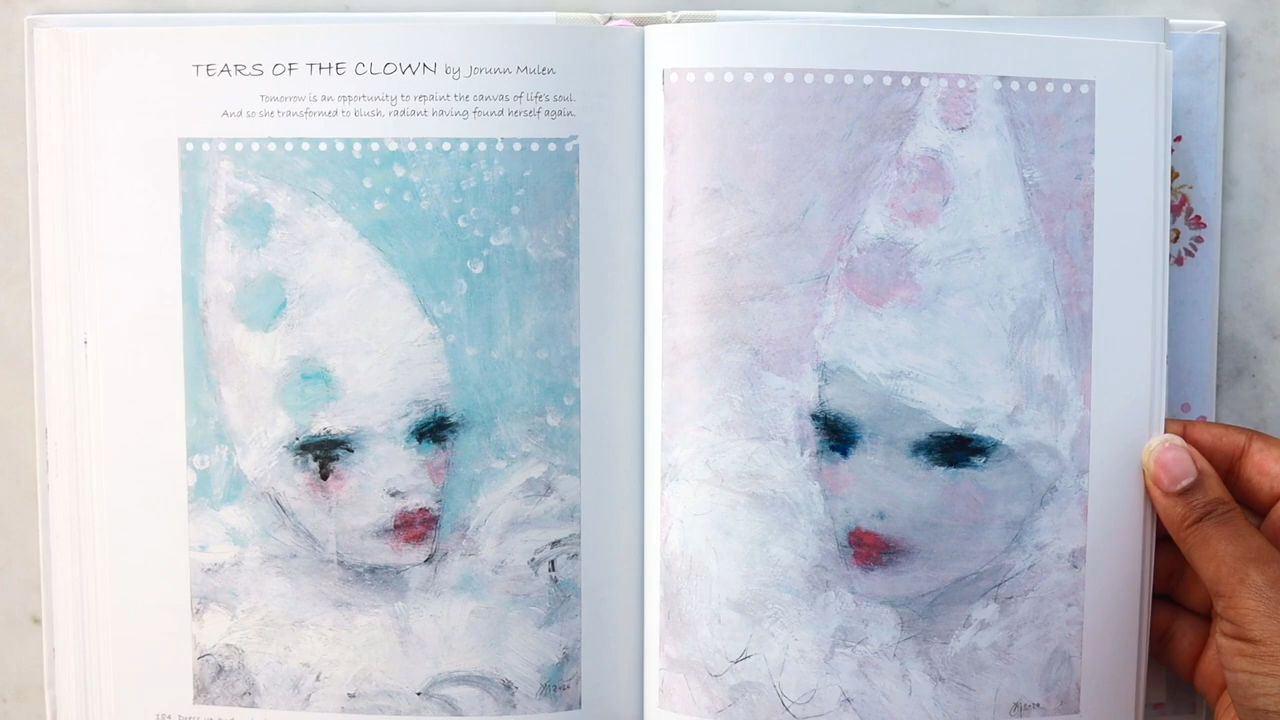 TEARS OF THE CLOWN by Jorunn Mulen
Tomorrow is an opportunity to repaint the canvas of life's soul.
And so she transformed to blush, radiant having found herself again.
184